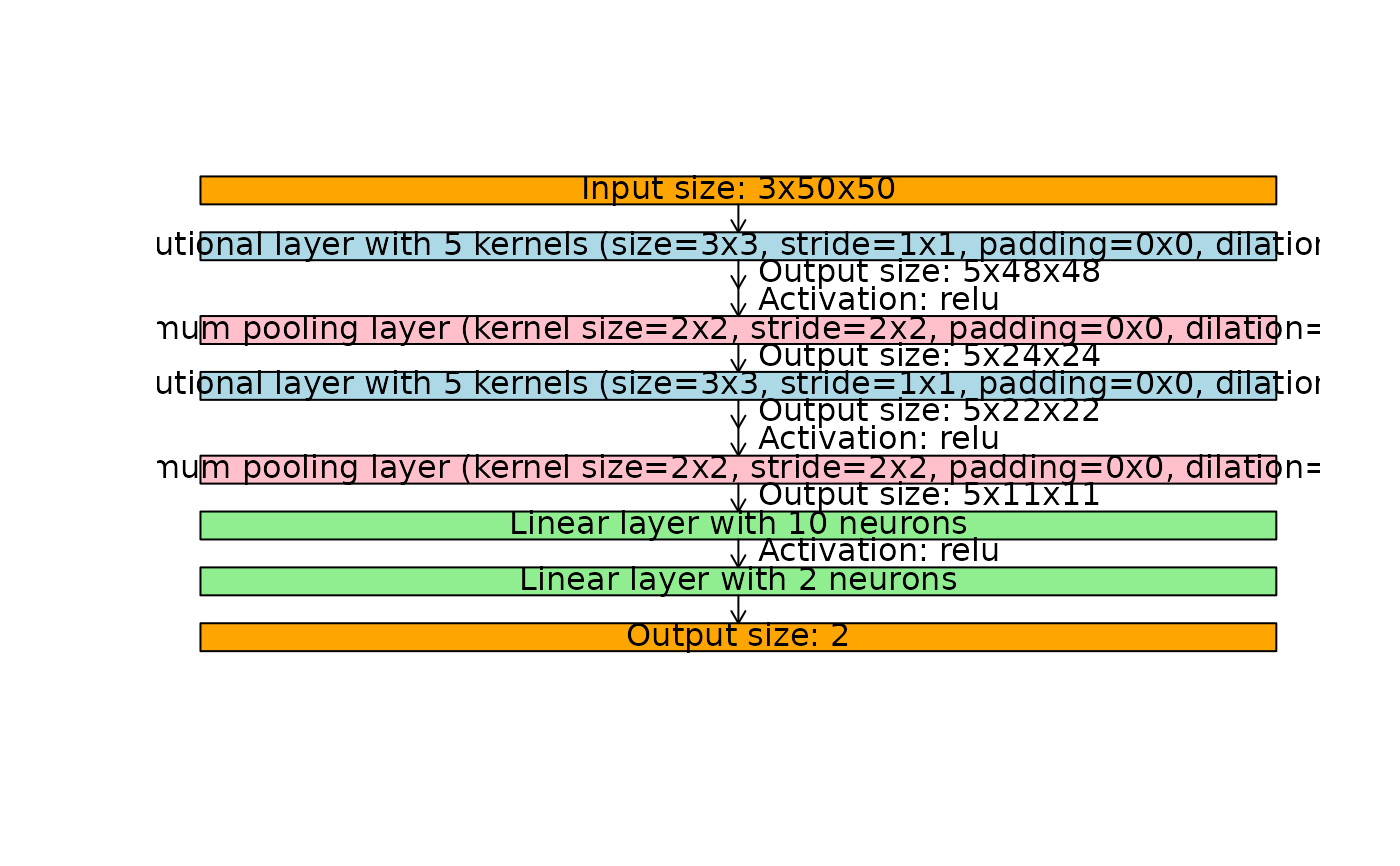 Input size: 3x50x50
utional layer with 5 kernels (size=3x3, stride=1x1, padding=0x0, dilation
Output size: 5x48x48
Activation: relu
mum pooling layer (kernel size=2x2, stride=2x2, padding=0x0, dilation=
Output size: 5x24x24
utional layer with 5 kernels (size=3x3, stride=1x1, padding=0x0, dilation
Output size: 5x22x22
Activation: relu
mum pooling layer (kernel size=2x2, stride=2x2, padding=0x0, dilation=
Output size: 5x11x11
Linear layer with 10 neurons
Activation: relu
Linear layer with 2 neurons
Output size: 2